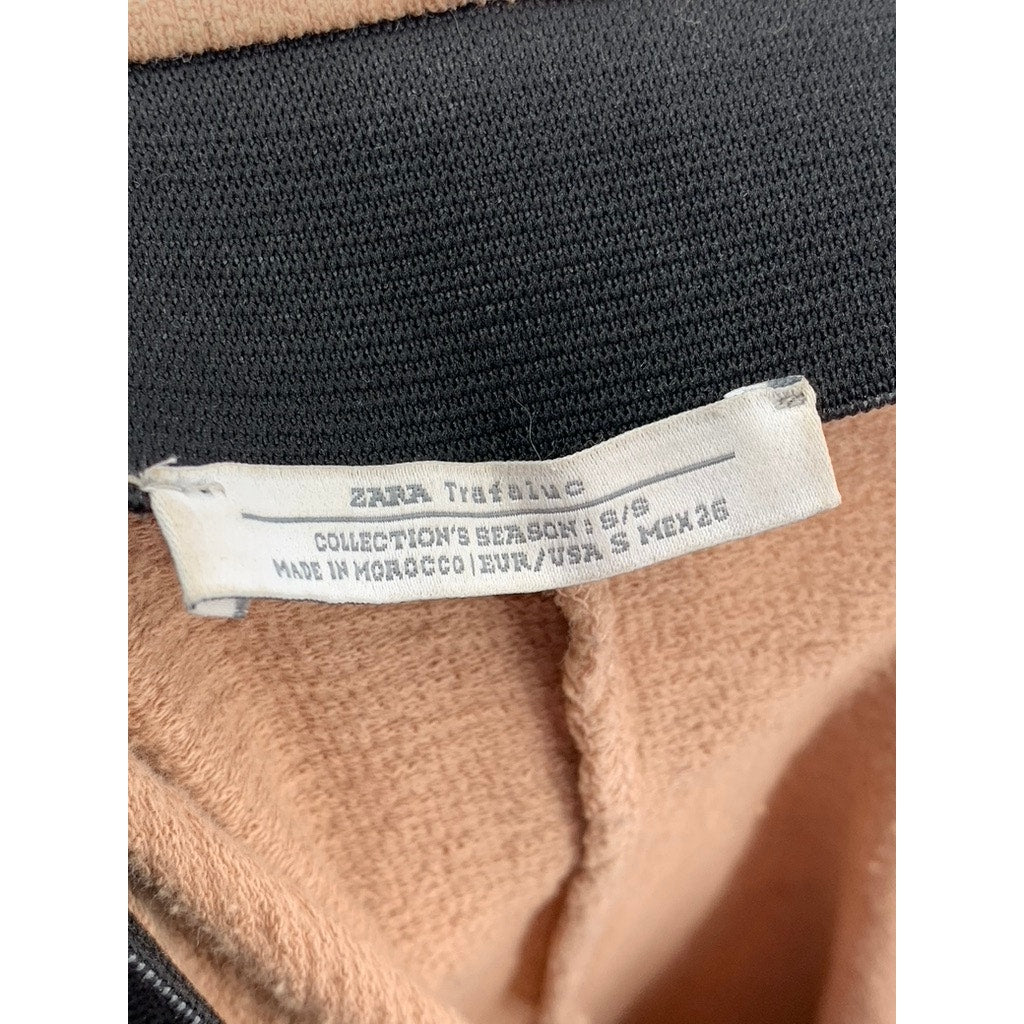 ZARA Trafaluc
COLLECTION'S SEASON: S/S
MADE IN MOROCCO | EUR/USA S MEX 26